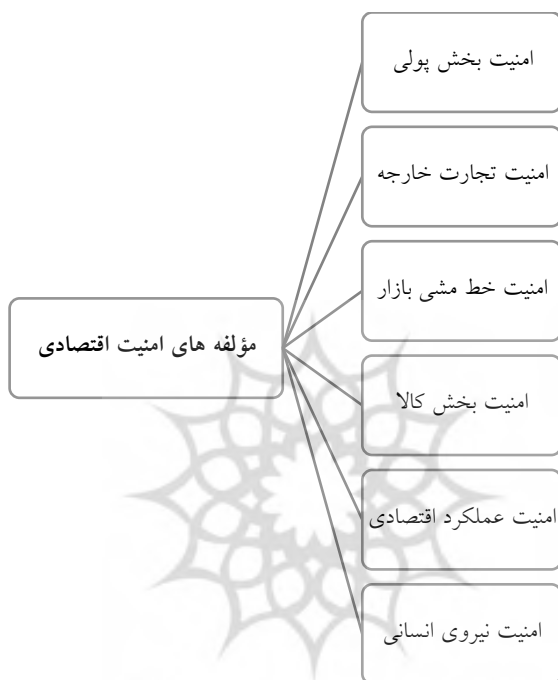 امنیت بخش پولی
امنیت تجارت خارجه
امنیت خط مشی بازار
مؤلفه های امنیت اقتصادی
امنیت بخش کالا
امنیت عملکرد اقتصادی
امنیت نیروی انسانی